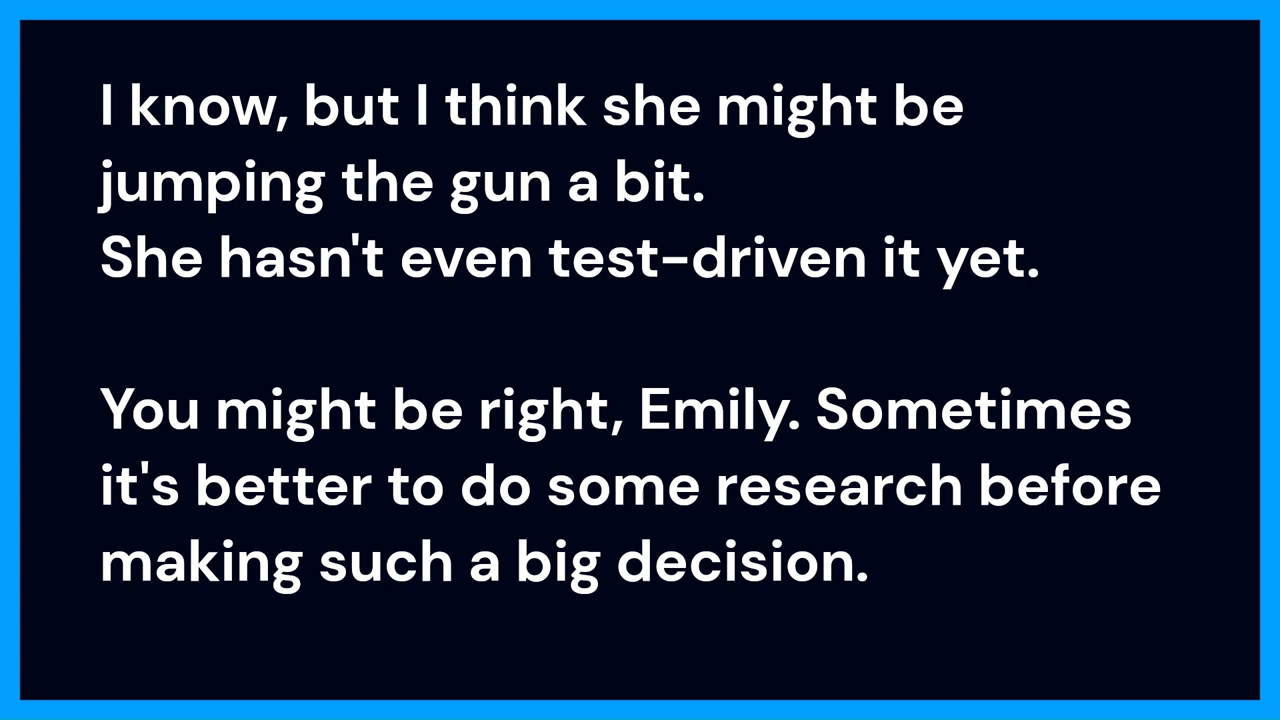 I know, but I think she might be
jumping the gun a bit.
She hasn't even test-driven it yet.
You might be right, Emily. Sometimes
it's better to do some research before
making such a big decision.